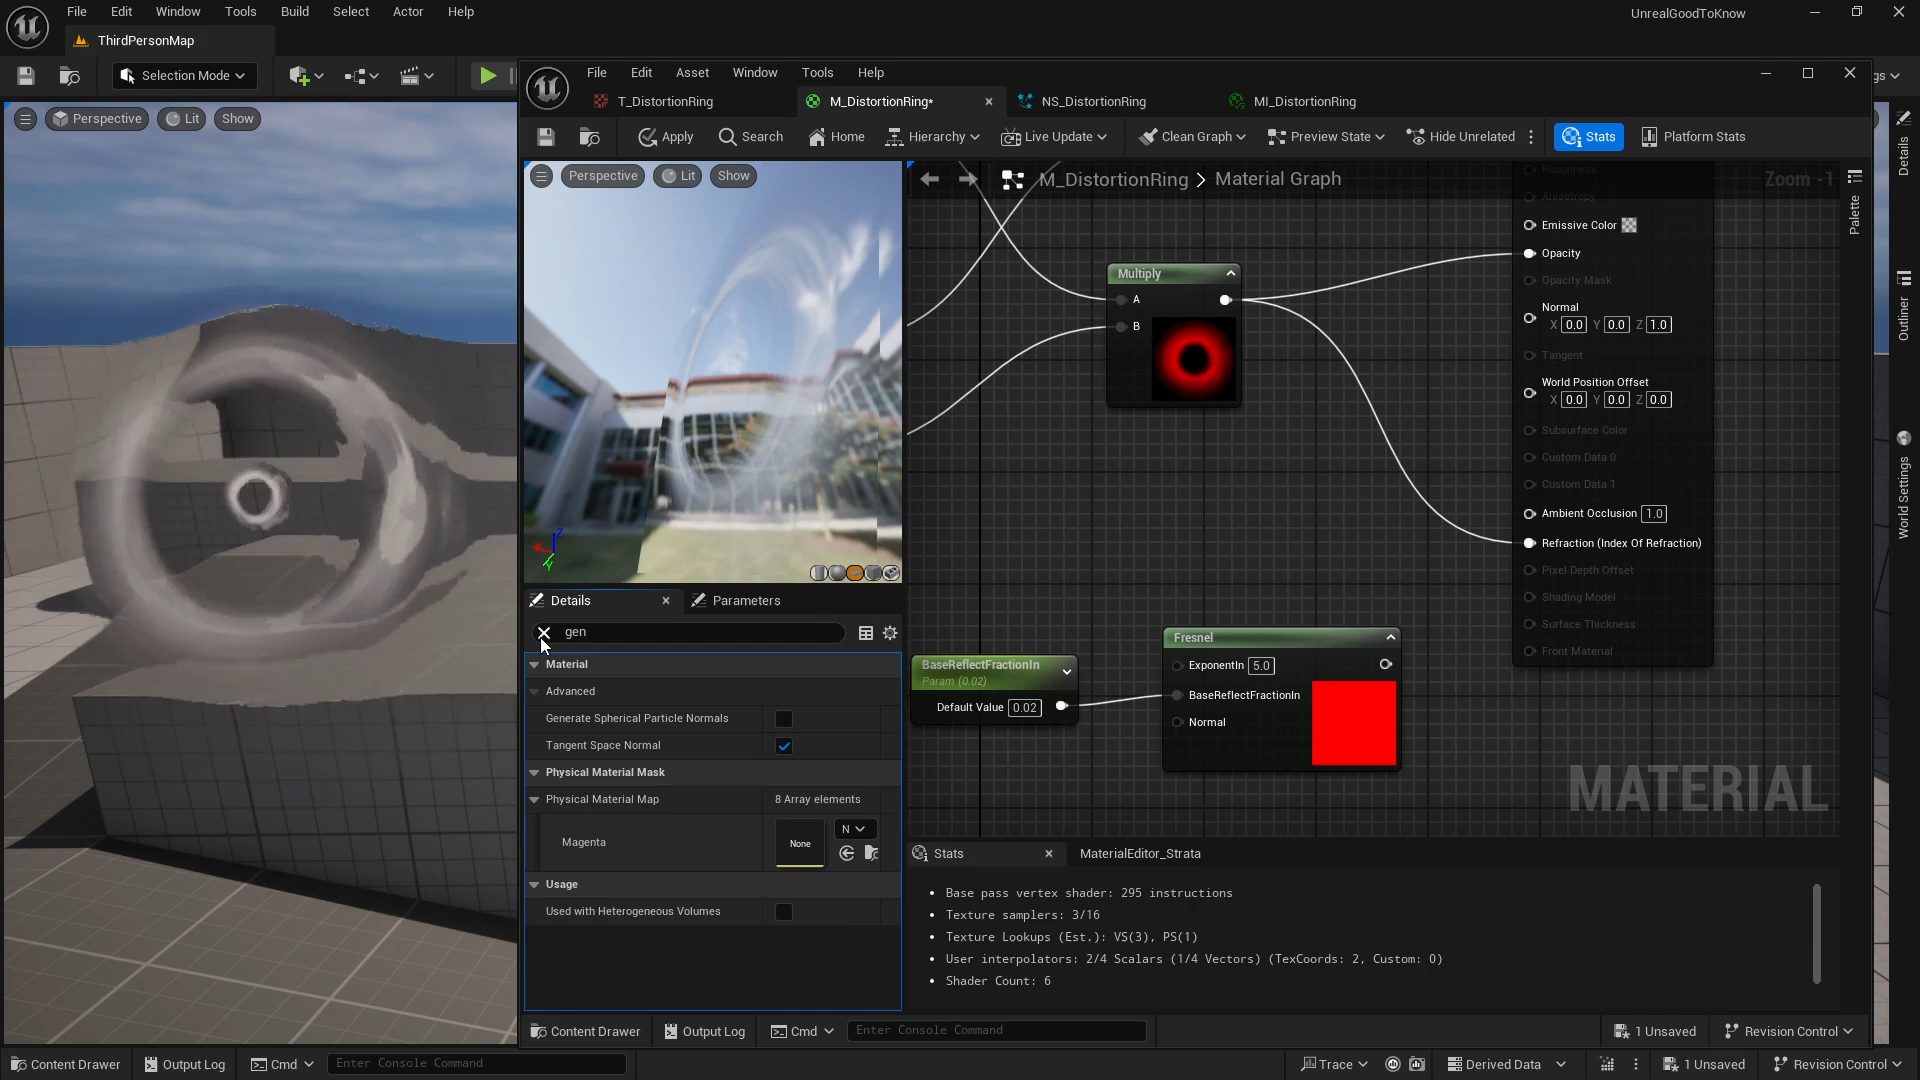 File Edit Window Tools Build Select Actor Help
UnrealGoodToKnow
ThirdPersonMap
Selection Mode
gs
Perspective Lit Show
File Edit Asset Window Tools Help
T_DistortionRing M_DistortionRing* NS_DistortionRing MI_DistortionRing
Apply Search Home Hierarchy Live Update Clean Graph Preview State Hide Unrelated Stats Platform Stats
Perspective Lit Show
M_DistortionRing > Material Graph
Zoom -1
Palette
Details
Outliner
World Settings
Multiply
A
B
Roughness
Anisotropy
Emissive Color
Opacity
Opacity Mask
Normal
X 0.0 Y 0.0 Z 1.0
Tangent
World Position Offset
X 0.0 Y 0.0 Z 0.0
Subsurface Color
Custom Data 0
Custom Data 1
Ambient Occlusion 1.0
Refraction (Index Of Refraction)
Pixel Depth Offset
Shading Model
Surface Thickness
Front Material
BaseReflectFractionIn
Param (0.02)
Default Value 0.02
Fresnel
ExponentIn 5.0
BaseReflectFractionIn
Normal
MATERIAL
X
Z
Y
Details Parameters
gen
Material
Advanced
Generate Spherical Particle Normals
Tangent Space Normal
Physical Material Mask
Physical Material Map 8 Array elements
Magenta None N
Usage
Used with Heterogeneous Volumes
Stats MaterialEditor_Strata
• Base pass vertex shader: 295 instructions
• Texture samplers: 3/16
• Texture Lookups (Est.): VS(3), PS(1)
• User interpolators: 2/4 Scalars (1/4 Vectors) (TexCoords: 2, Custom: 0)
• Shader Count: 6
Content Drawer Output Log Cmd Enter Console Command 1 Unsaved Revision Control
Content Drawer Output Log Cmd Enter Console Command Trace Derived Data 1 Unsaved Revision Control